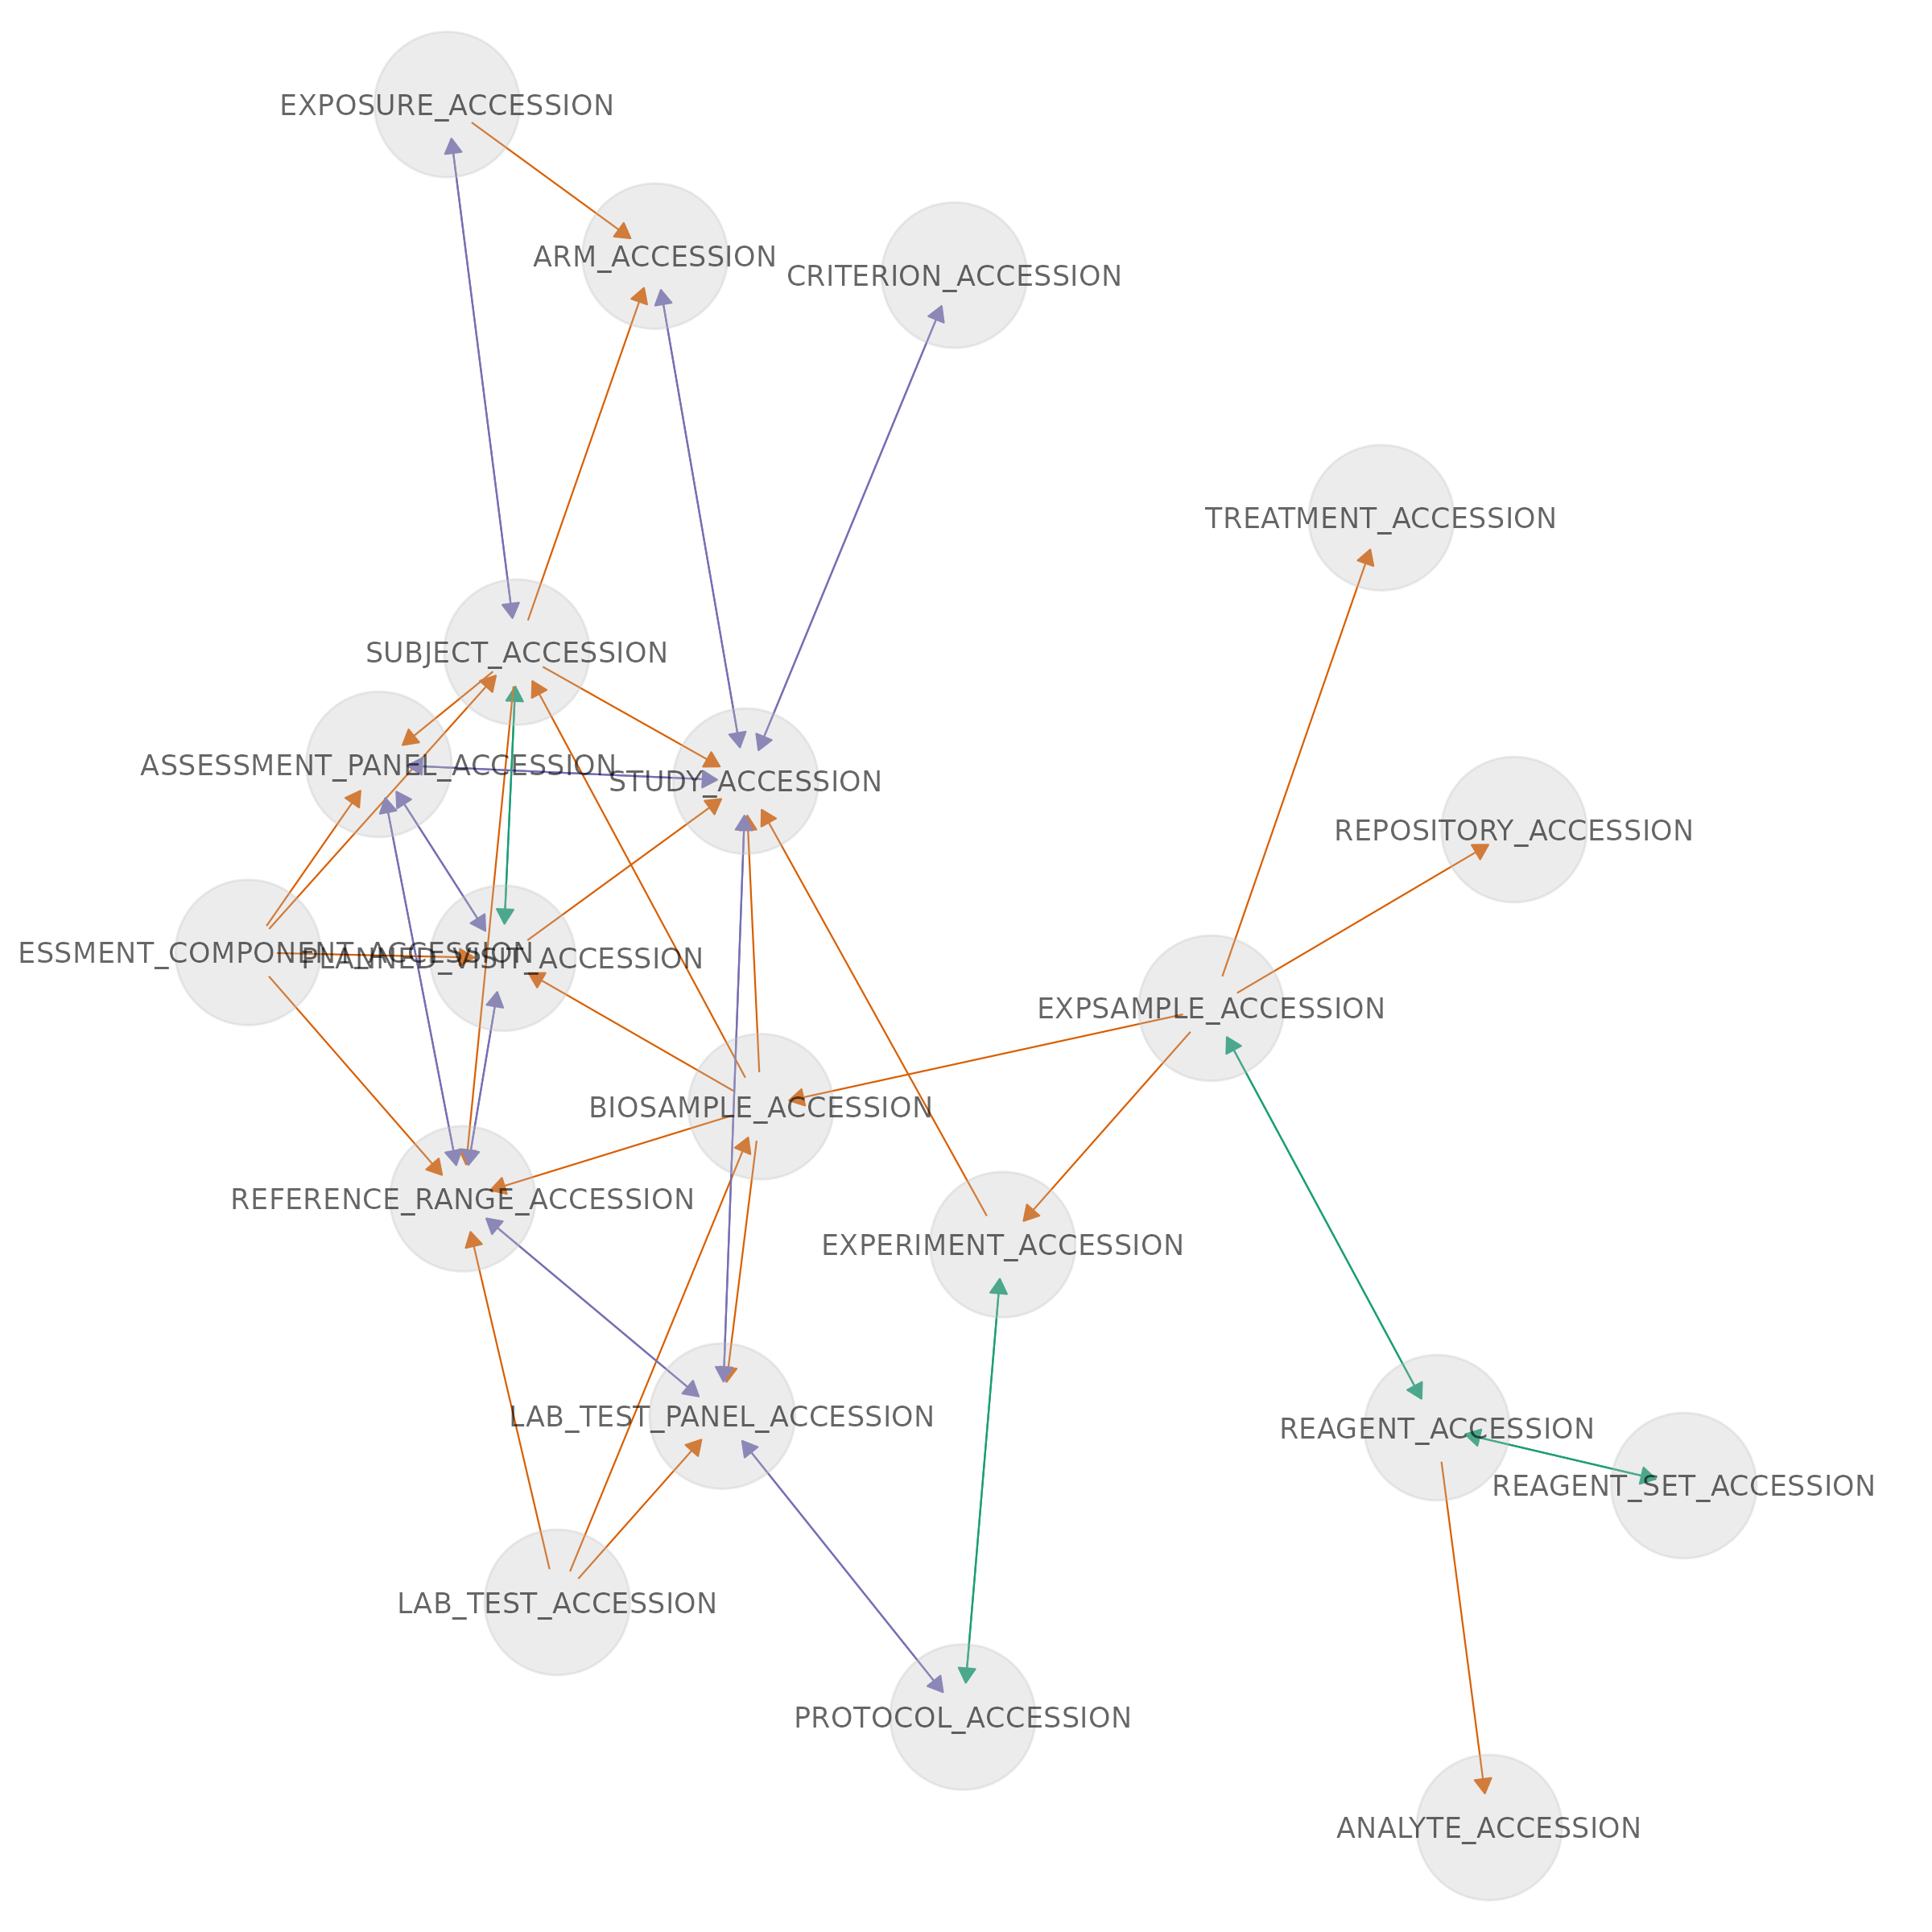 EXPOSURE_ACCESSION
ARM_ACCESSION
CRITERION_ACCESSION
TREATMENT_ACCESSION
SUBJECT_ACCESSION
ASSESSMENT_PANEL_ACCESSION
STUDY_ACCESSION
REPOSITORY_ACCESSION
ESSMENT_COMPONENT_ACCESSION
PLANNED_VISIT_ACCESSION
EXPSAMPLE_ACCESSION
BIOSAMPLE_ACCESSION
REFERENCE_RANGE_ACCESSION
EXPERIMENT_ACCESSION
LAB_TEST_PANEL_ACCESSION
REAGENT_ACCESSION
REAGENT_SET_ACCESSION
LAB_TEST_ACCESSION
PROTOCOL_ACCESSION
ANALYTE_ACCESSION